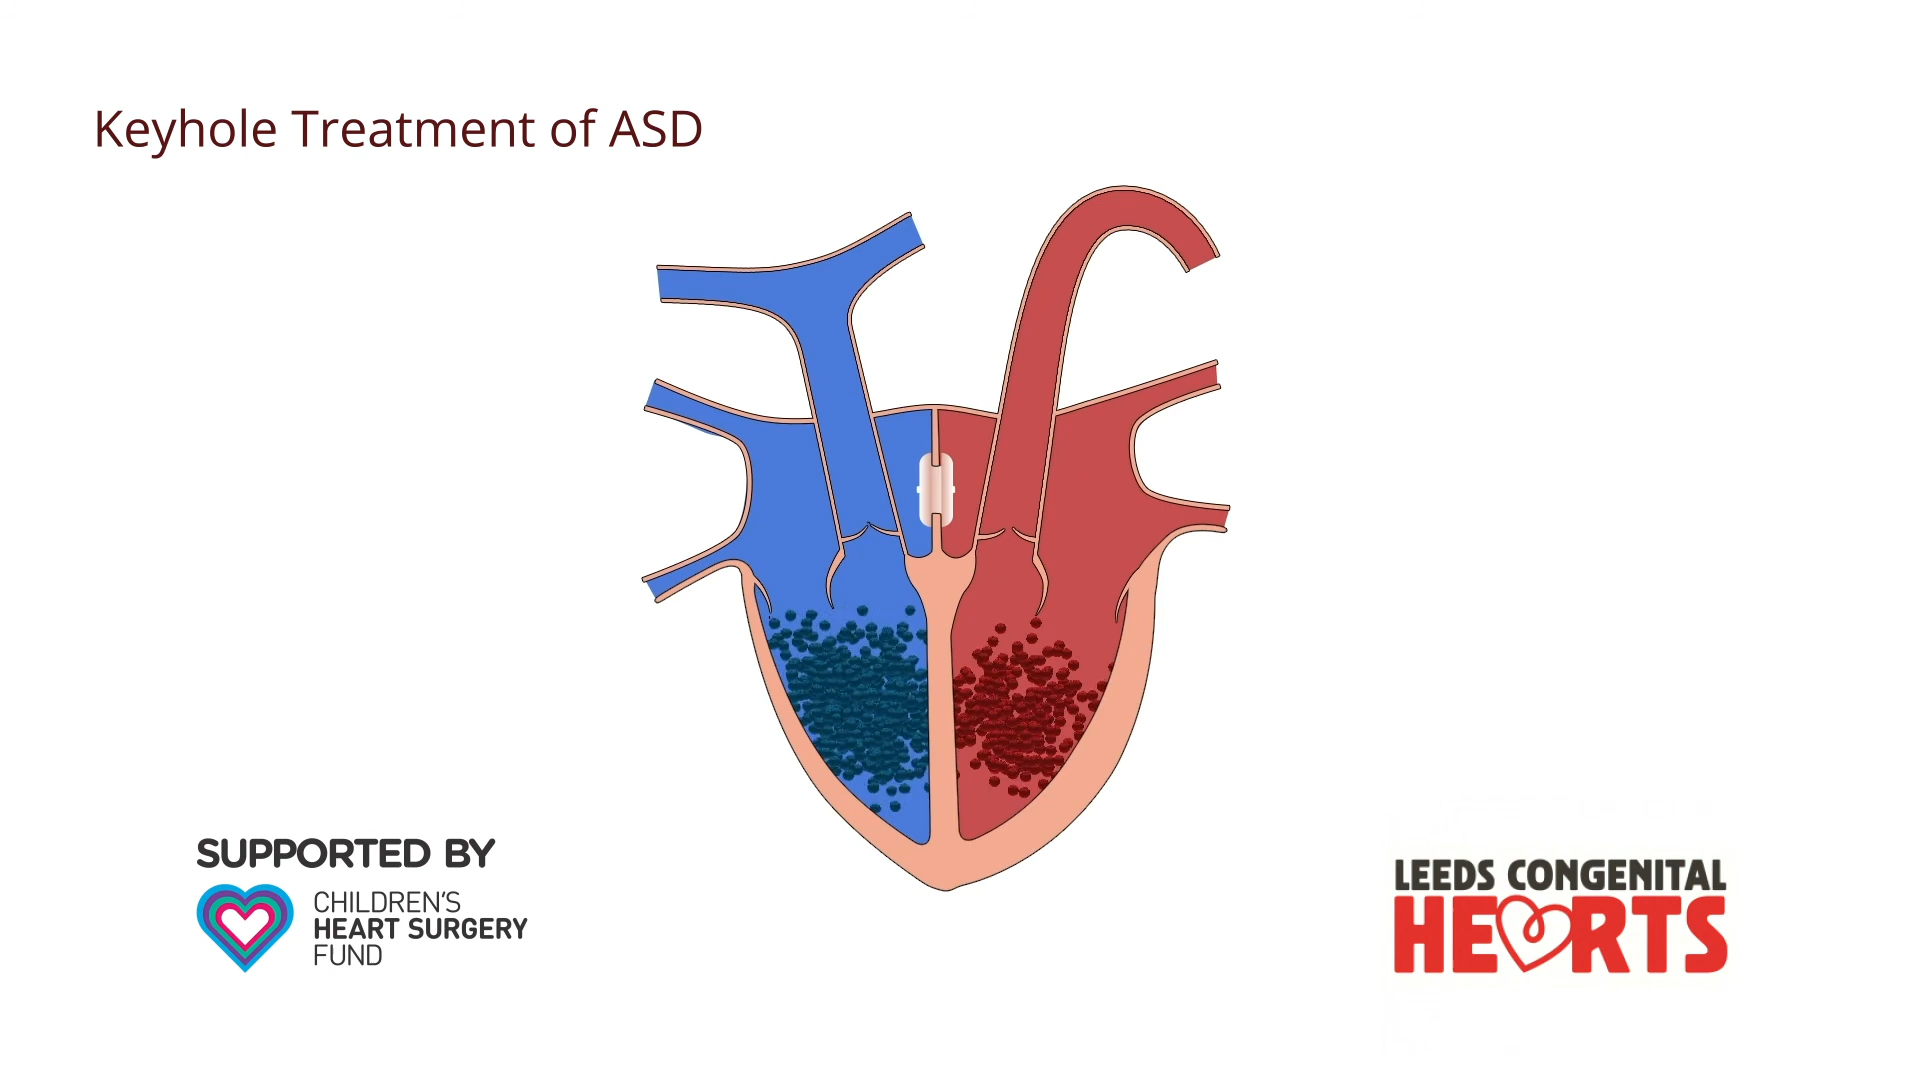 Keyhole Treatment of ASD
SUPPORTED BY
CHILDREN'S
HEART SURGERY
FUND
LEEDS CONGENITAL
HEARTS